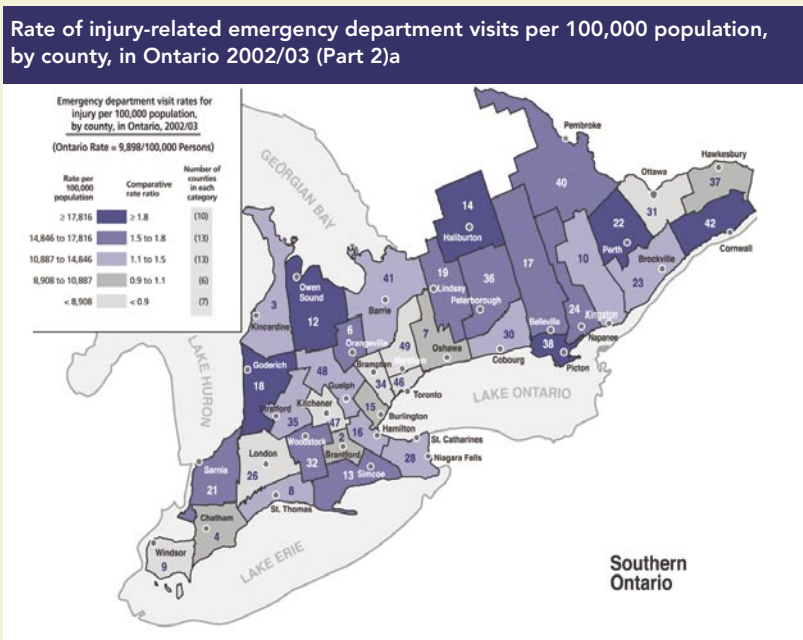 Rate of injury-related emergency department visits per 100,000 population,
by county, in Ontario 2002/03 (Part 2)a
Emergency department visit rates for
injury per 100,000 population,
by county, in Ontario, 2002/03
(Ontario Rate = 9,898/100,000 Persons)
Rate per
100,000
population
Comparative
rate ratio
Number of
counties
in each
category
≥ 17,816 ≥ 1.8 (10)
14,846 to 17,816 1.5 to 1.8 (13)
10,887 to 14,846 1.1 to 1.5 (13)
8,908 to 10,887 0.9 to 1.1 (6)
< 8,908 < 0.9 (7)
GEORGIAN BAY
Pembroke
40
Ottawa
31
Hawkesbury
37
14
Haliburton
22
Perth
42
Cornwall
Brockville
23
10
17
41
Barrie
19
Lindsay
36
Peterborough
Owen
Sound
12
3
Kincardine
6
Orangeville
49
Markham
7
Oshawa
30
Cobourg
Belleville
38
24
Kingston
Napanee
Picton
LAKE HURON
Goderich
18
48
Guelph
Brampton
34
46
Toronto
LAKE ONTARIO
Stratford
35
Kitchener
47
15
Burlington
Hamilton
16
St. Catharines
Niagara Falls
28
Woodstock
32
2
Brantford
London
26
13
Simcoe
Sarnia
21
8
St. Thomas
Chatham
4
Windsor
9
LAKE ERIE
Southern
Ontario